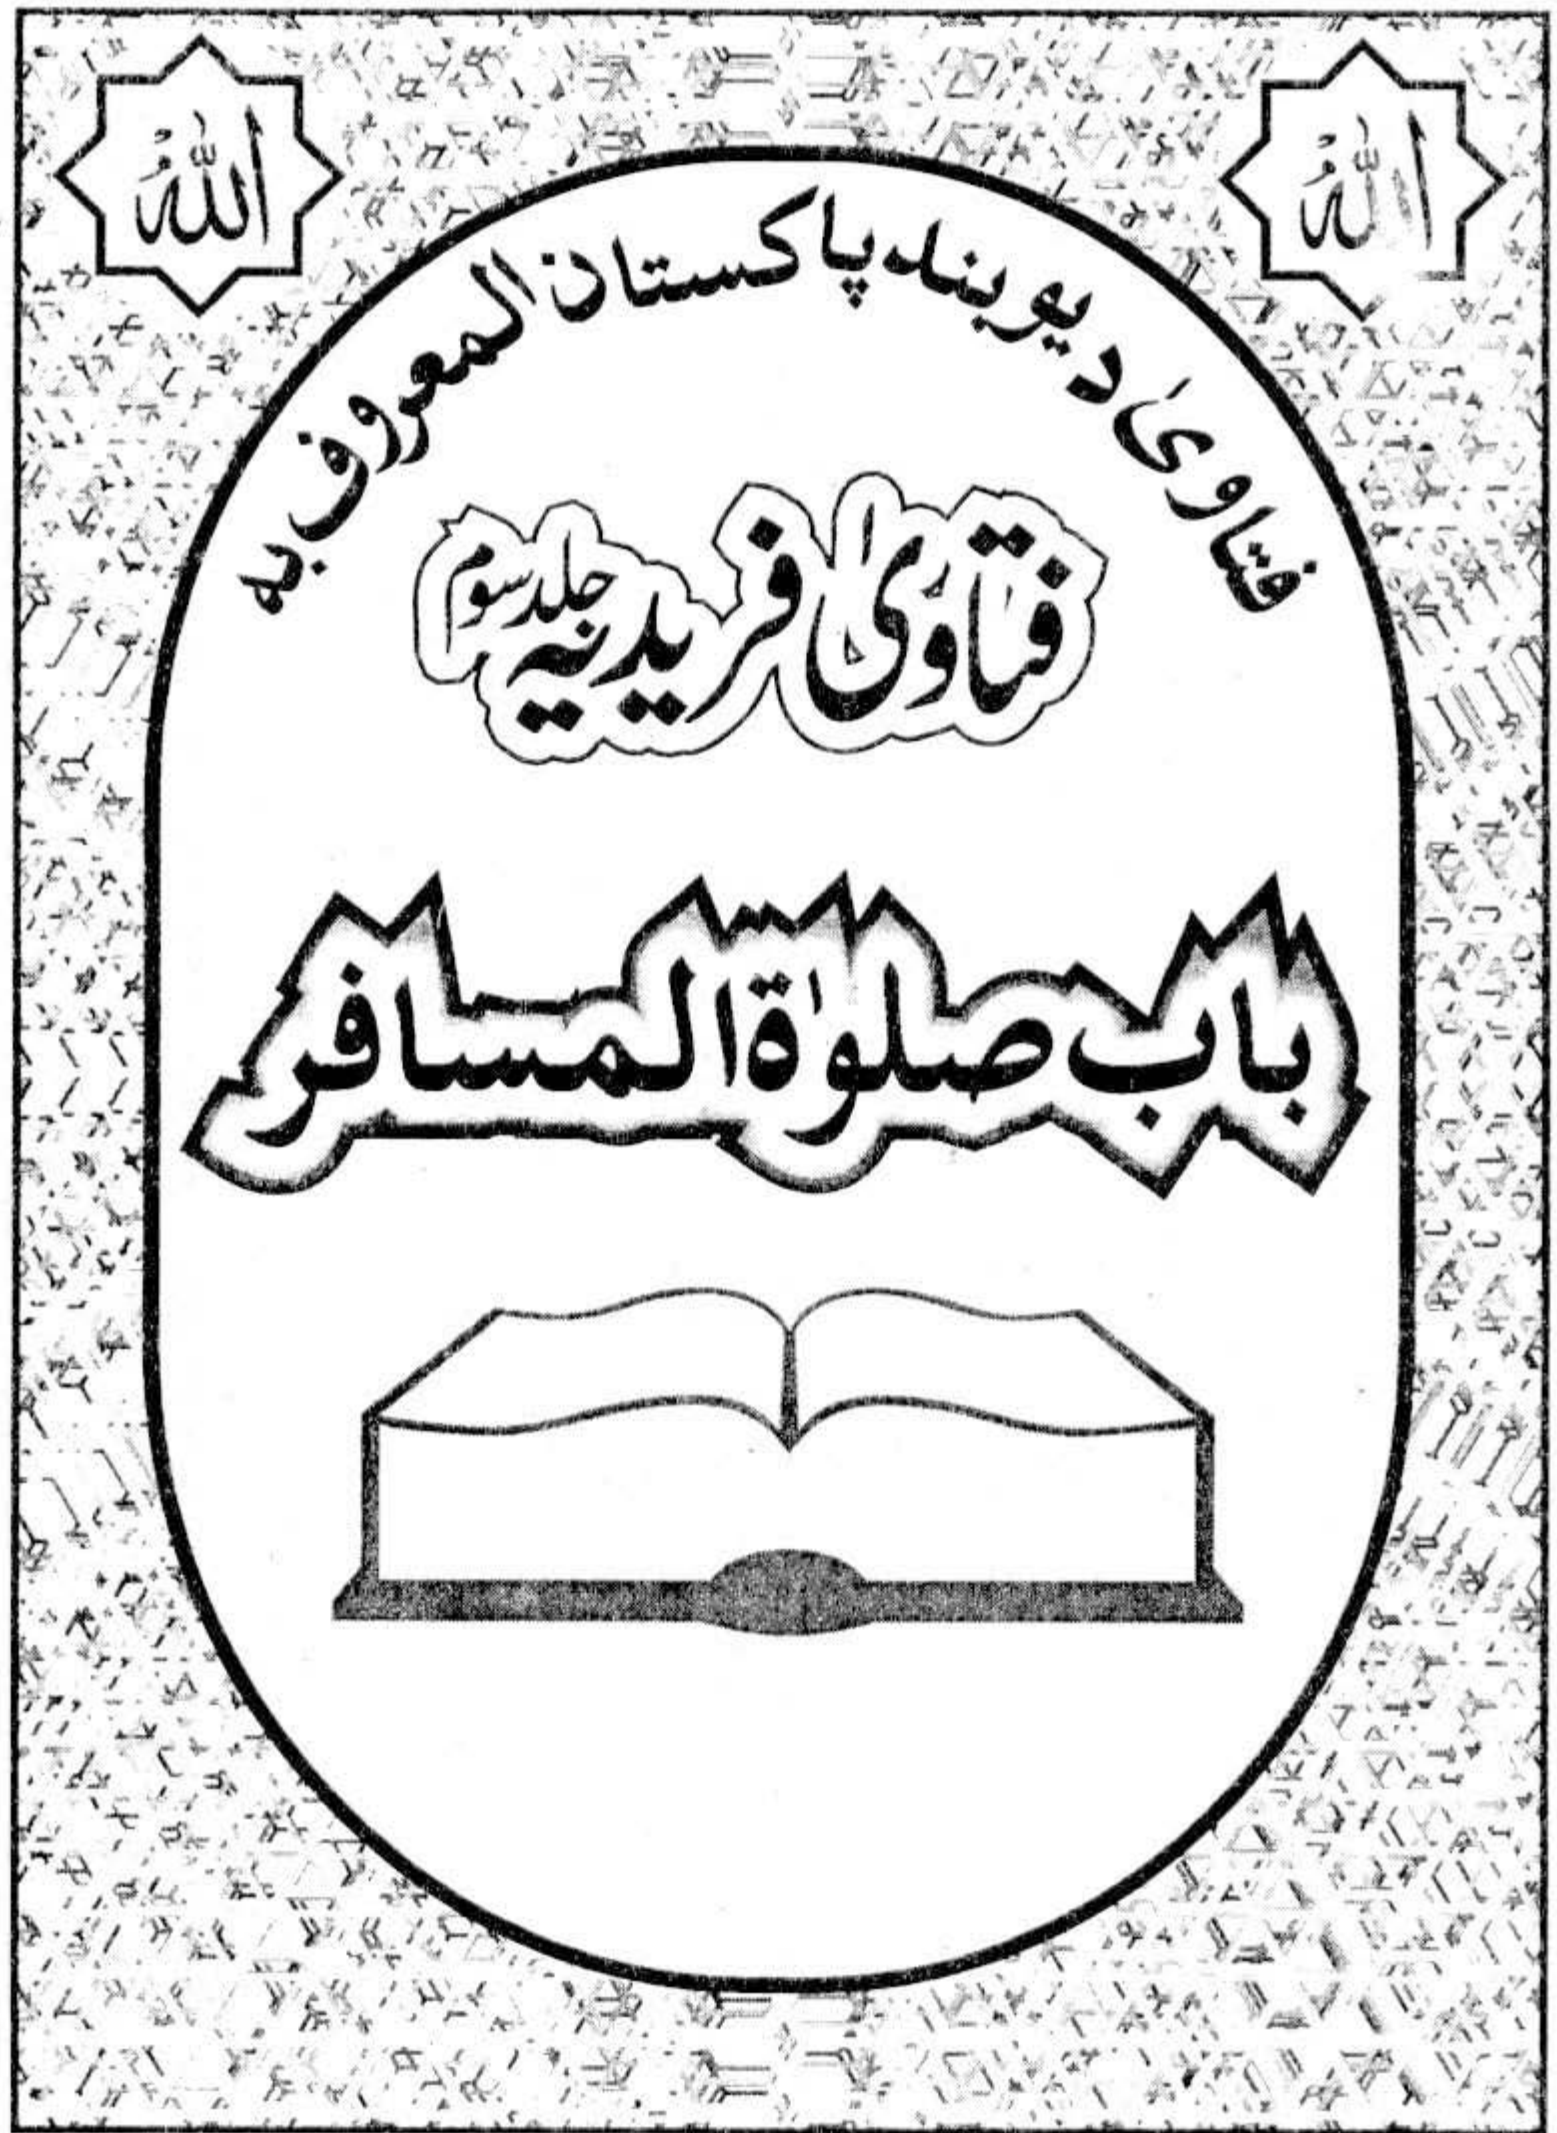 اللهُ
اللهُ
فتاویٰ دیوبند پاکستان المعروف بہ
فتاویٰ فریدیہ جلد سوم
باب صلوٰة المسافر